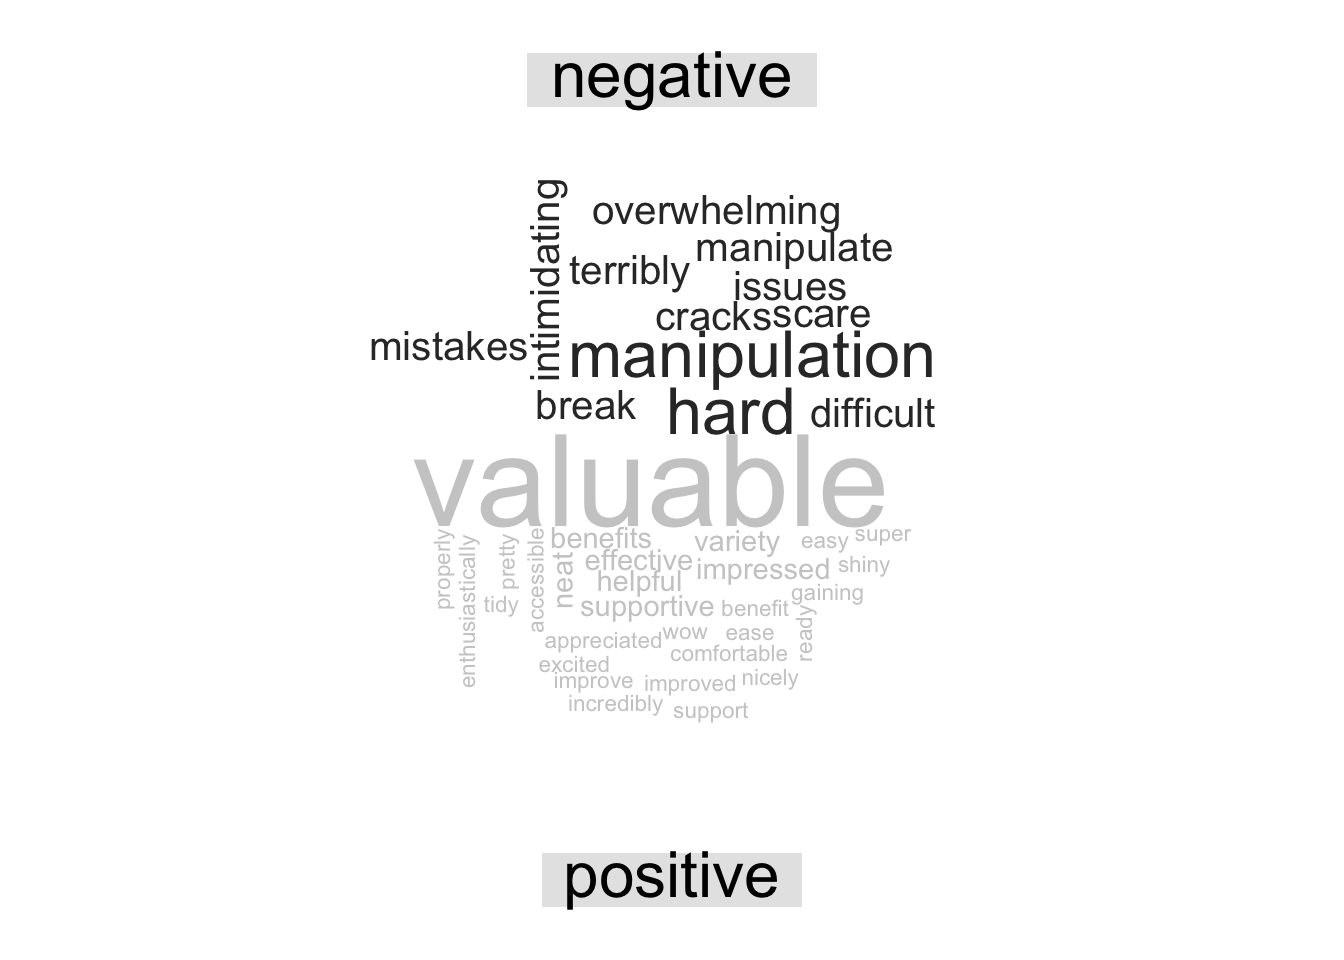 negative
intimidating
overwhelming
manipulate
terribly
issues
cracks
scare
mistakes
manipulation
break
hard
difficult
valuable
properly
enthusiastically
pretty
tidy
accessible
neat
benefits
variety
easy
super
effective
impressed
shiny
helpful
supportive
benefit
gaining
appreciated
wow
ease
ready
comfortable
excited
improve
improved
nicely
incredibly
support
positive